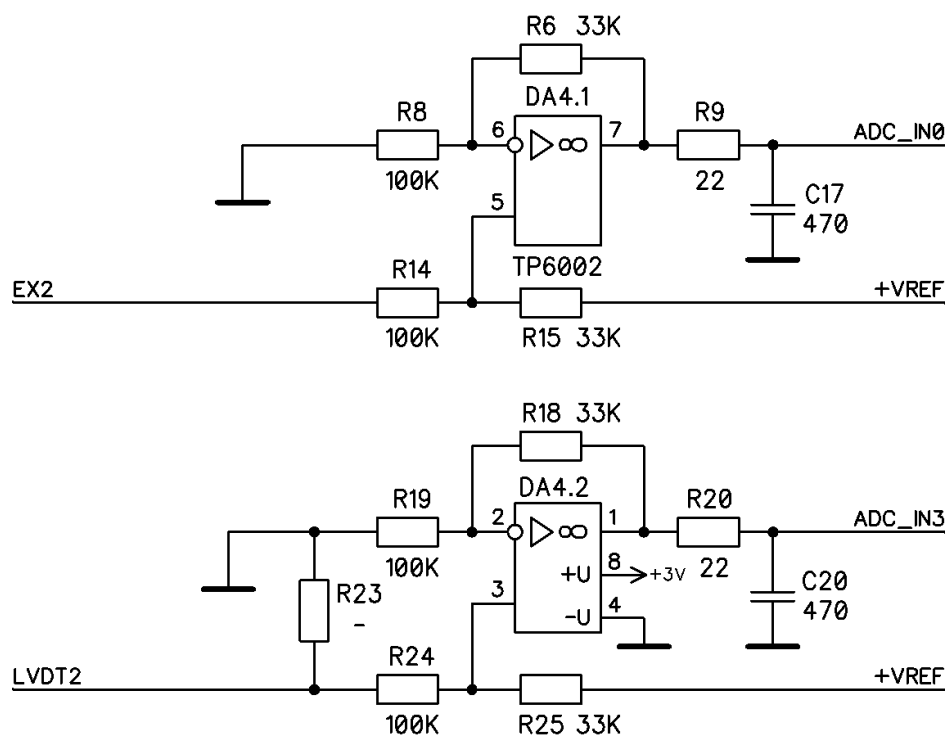 R6 33K
DA4.1
R8
6
7
R9
ADC_IN0
100K
22
5
C17
470
R14
TP6002
EX2
+VREF
100K
R15 33K
R18 33K
DA4.2
R19
2
1
R20
ADC_IN3
100K
+U
8
+3V
22
R23
-
3
-U
4
C20
470
R24
LVDT2
+VREF
100K
R25 33K